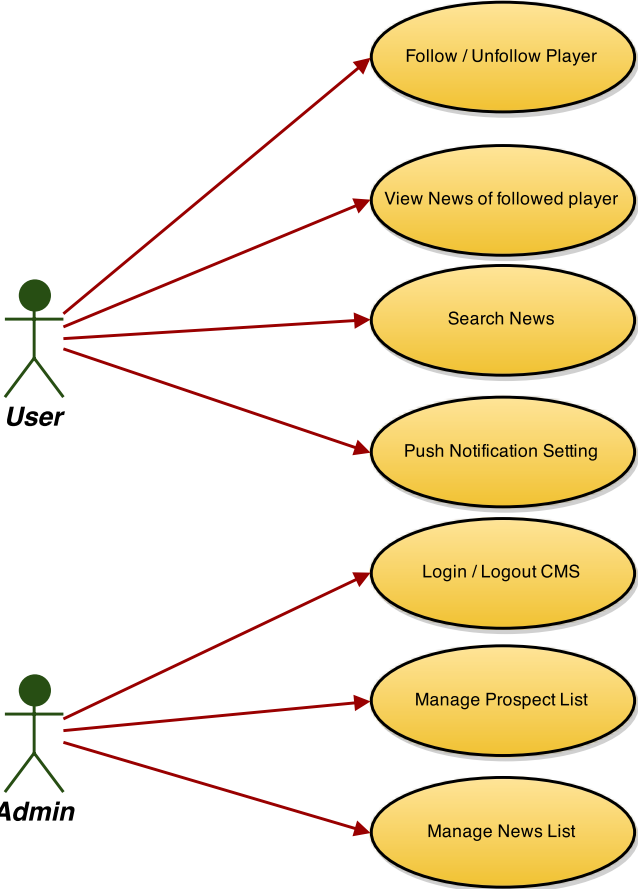 Follow / Unfollow Player
View News of followed player
Search News
User
Push Notification Setting
Login / Logout CMS
Manage Prospect List
Admin
Manage News List